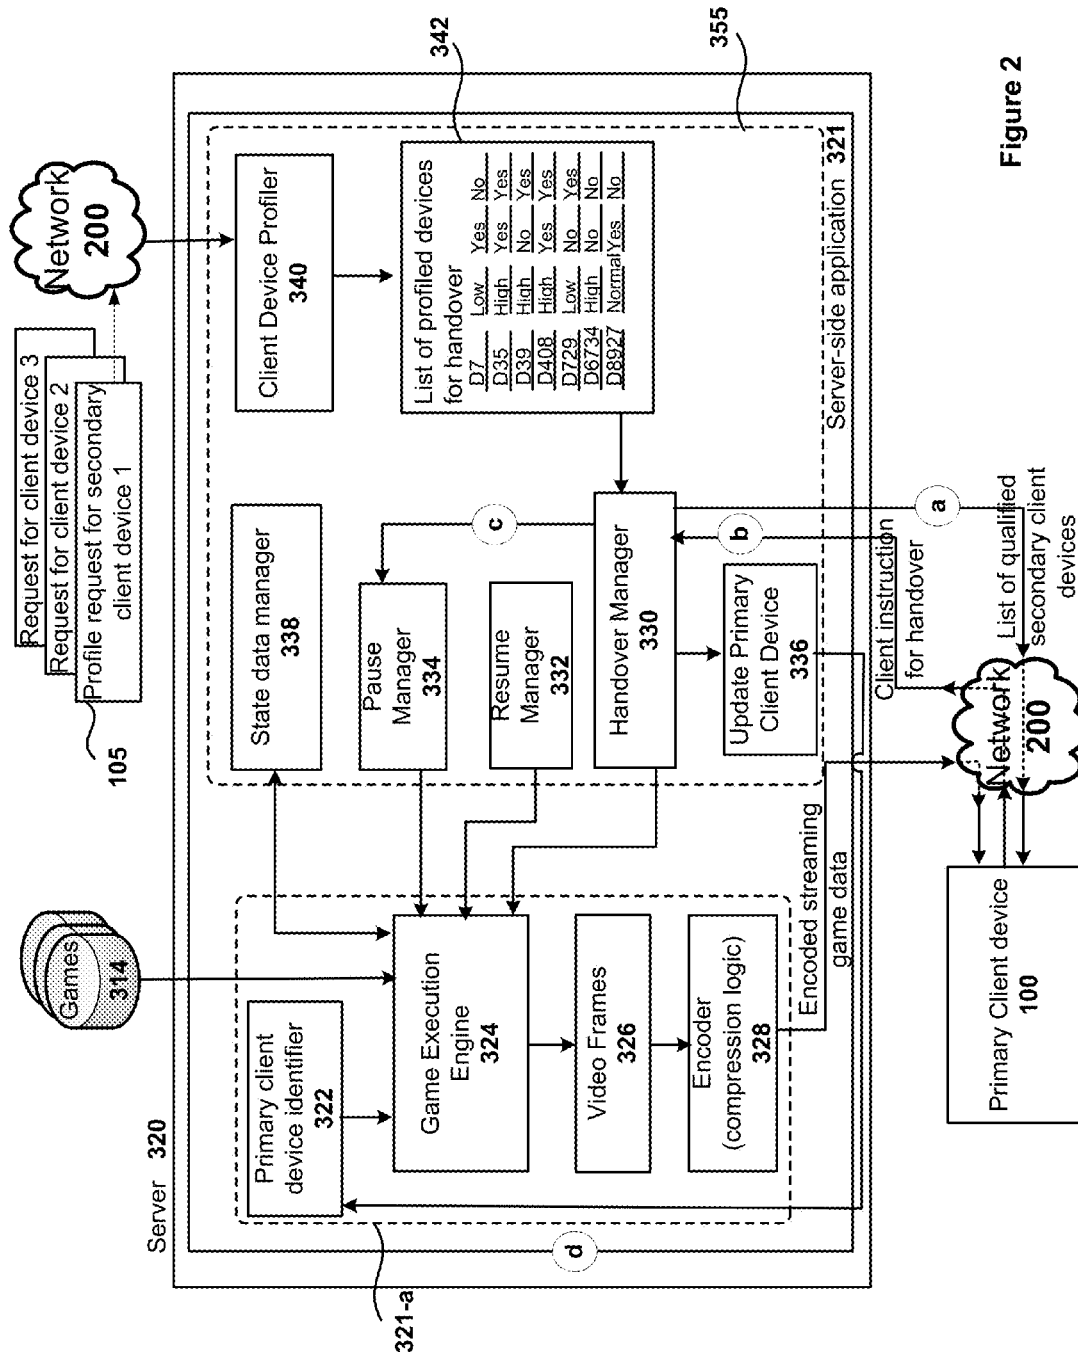 Server 320
321-a
Games
314
Request for client device 3
Request for client device 2
Profile request for secondary
client device 1
105
Network
200
Primary client
device identifier
322
State data manager
338
Client Device Profiler
340
Game Execution
Engine
324
Pause
Manager
334
c
List of profiled devices
for handover
D7 Low Yes No
D35 High Yes Yes
D39 High No Yes
D408 High Yes Yes
D729 Low No Yes
D6734 High No No
D8927 Normal Yes No
342
Resume
Manager
332
Video Frames
326
Handover Manager
330
Encoder
(compression logic)
328
Update Primary
Client Device
336
b
a
355
Server-side application 321
d
Encoded streaming
game data
Client instruction
for handover
List of qualified
secondary client
devices
Primary Client device
100
Network
200
Figure 2